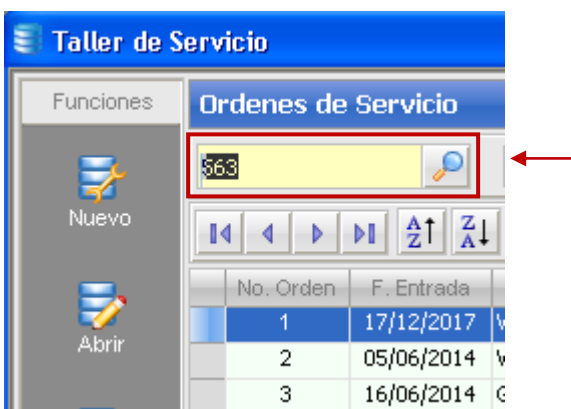 Taller de Servicio
Funciones
Ordenes de Servicio
563
Nuevo
A Z
Z A
No. Orden F. Entrada
1 17/12/2017
2 05/06/2014
Abrir
3 16/06/2014